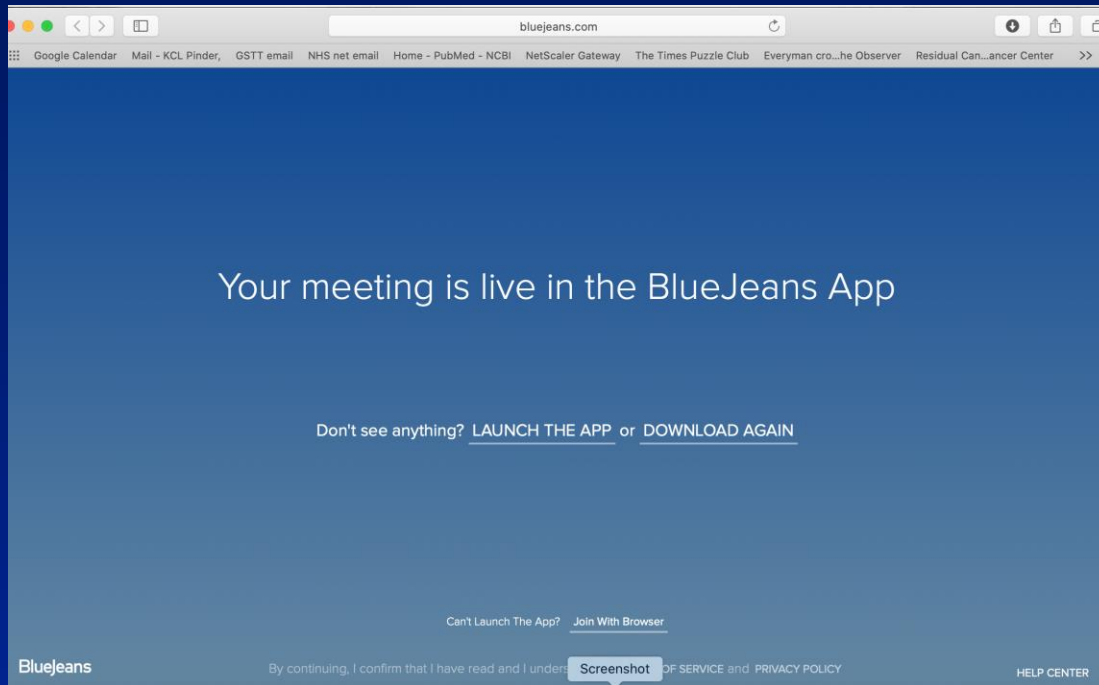 bluejeans.com
Google Calendar Mail - KCL Pinder, GSTT email NHS net email Home - PubMed - NCBI NetScaler Gateway The Times Puzzle Club Everyman cro...he Observer Residual Can...ancer Center >>
Your meeting is live in the BlueJeans App
Don't see anything? LAUNCH THE APP or DOWNLOAD AGAIN
Can't Launch The App? Join With Browser
BlueJeans
By continuing, I confirm that I have read and I unders Screenshot OF SERVICE and PRIVACY POLICY
HELP CENTER